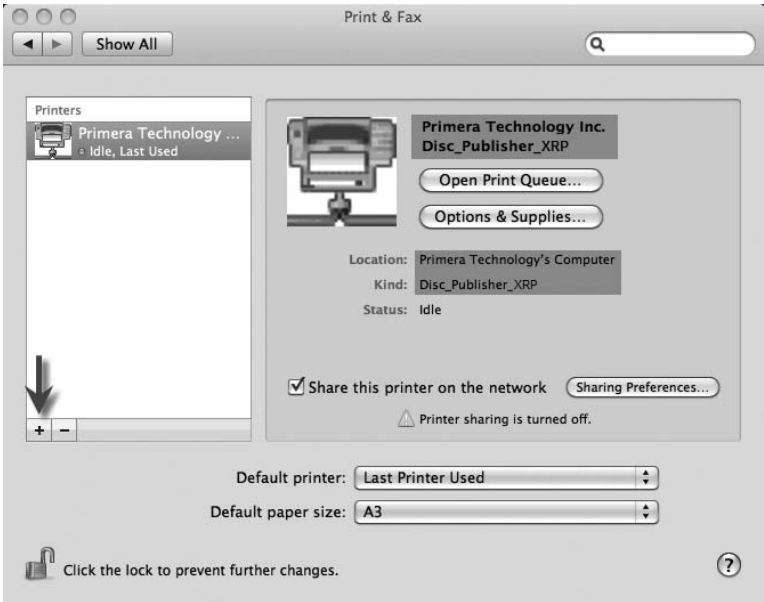 Print & Fax
Show All
Printers
Primera Technology ...
Idle, Last Used
Primera Technology Inc.
Disc_Publisher_XRP
Open Print Queue...
Options & Supplies...
Location: Primera Technology's Computer
Kind: Disc_Publisher_XRP
Status: Idle
Share this printer on the network Sharing Preferences...
Printer sharing is turned off.
+ −
Default printer: Last Printer Used
Default paper size: A3
Click the lock to prevent further changes.
?